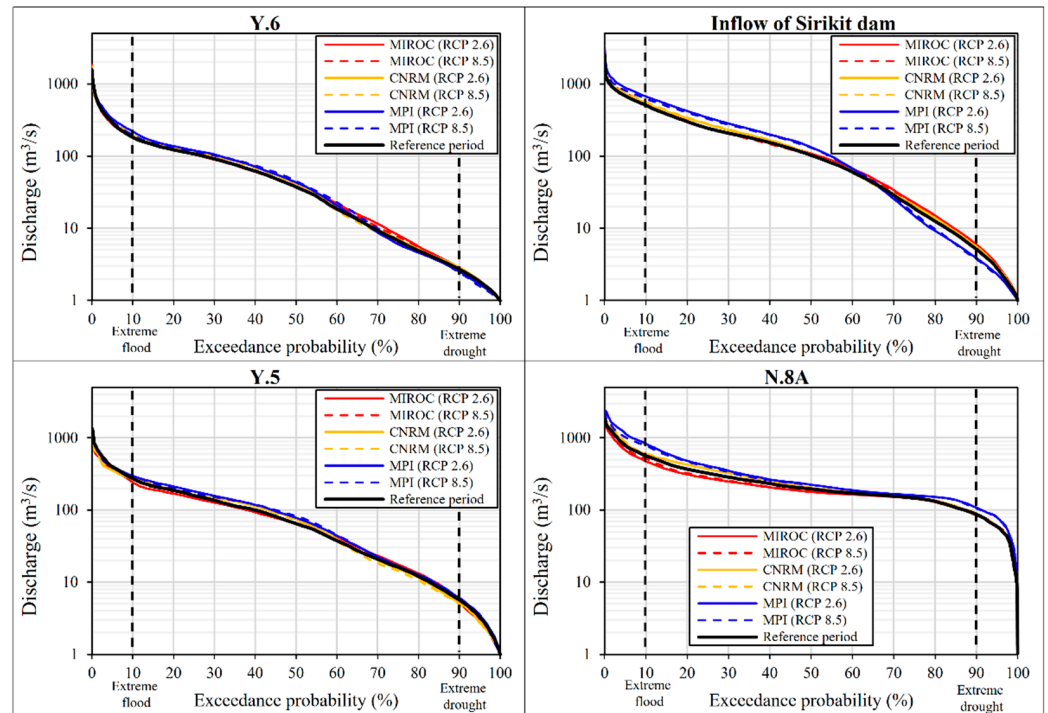 Y.6
MIROC (RCP 2.6)
MIROC (RCP 8.5)
CNRM (RCP 2.6)
CNRM (RCP 8.5)
MPI (RCP 2.6)
MPI (RCP 8.5)
Reference period
Discharge (m³/s)
1000
100
10
1
0 10 20 30 40 50 60 70 80 90 100
Extreme
flood
Exceedance probability (%)
Extreme
drought
Inflow of Sirikit dam
MIROC (RCP 2.6)
MIROC (RCP 8.5)
CNRM (RCP 2.6)
CNRM (RCP 8.5)
MPI (RCP 2.6)
MPI (RCP 8.5)
Reference period
Discharge (m³/s)
1000
100
10
1
0 10 20 30 40 50 60 70 80 90 100
Extreme
flood
Exceedance probability (%)
Extreme
drought
Y.5
MIROC (RCP 2.6)
MIROC (RCP 8.5)
CNRM (RCP 2.6)
CNRM (RCP 8.5)
MPI (RCP 2.6)
MPI (RCP 8.5)
Reference period
Discharge (m³/s)
1000
100
10
1
0 10 20 30 40 50 60 70 80 90 100
Extreme
flood
Exceedance probability (%)
Extreme
drought
N.8A
MIROC (RCP 2.6)
MIROC (RCP 8.5)
CNRM (RCP 2.6)
CNRM (RCP 8.5)
MPI (RCP 2.6)
MPI (RCP 8.5)
Reference period
Discharge (m³/s)
1000
100
10
1
0 10 20 30 40 50 60 70 80 90 100
Extreme
flood
Exceedance probability (%)
Extreme
drought